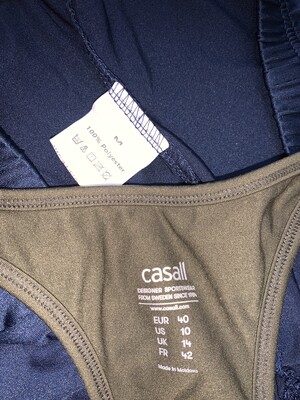 M
100% Polyester
casall
DESIGNER SPORTSWEAR
FROM SWEDEN SINCE 1984
www.casall.com
EUR 40
US 10
UK 14
FR 42
Made in Moldova